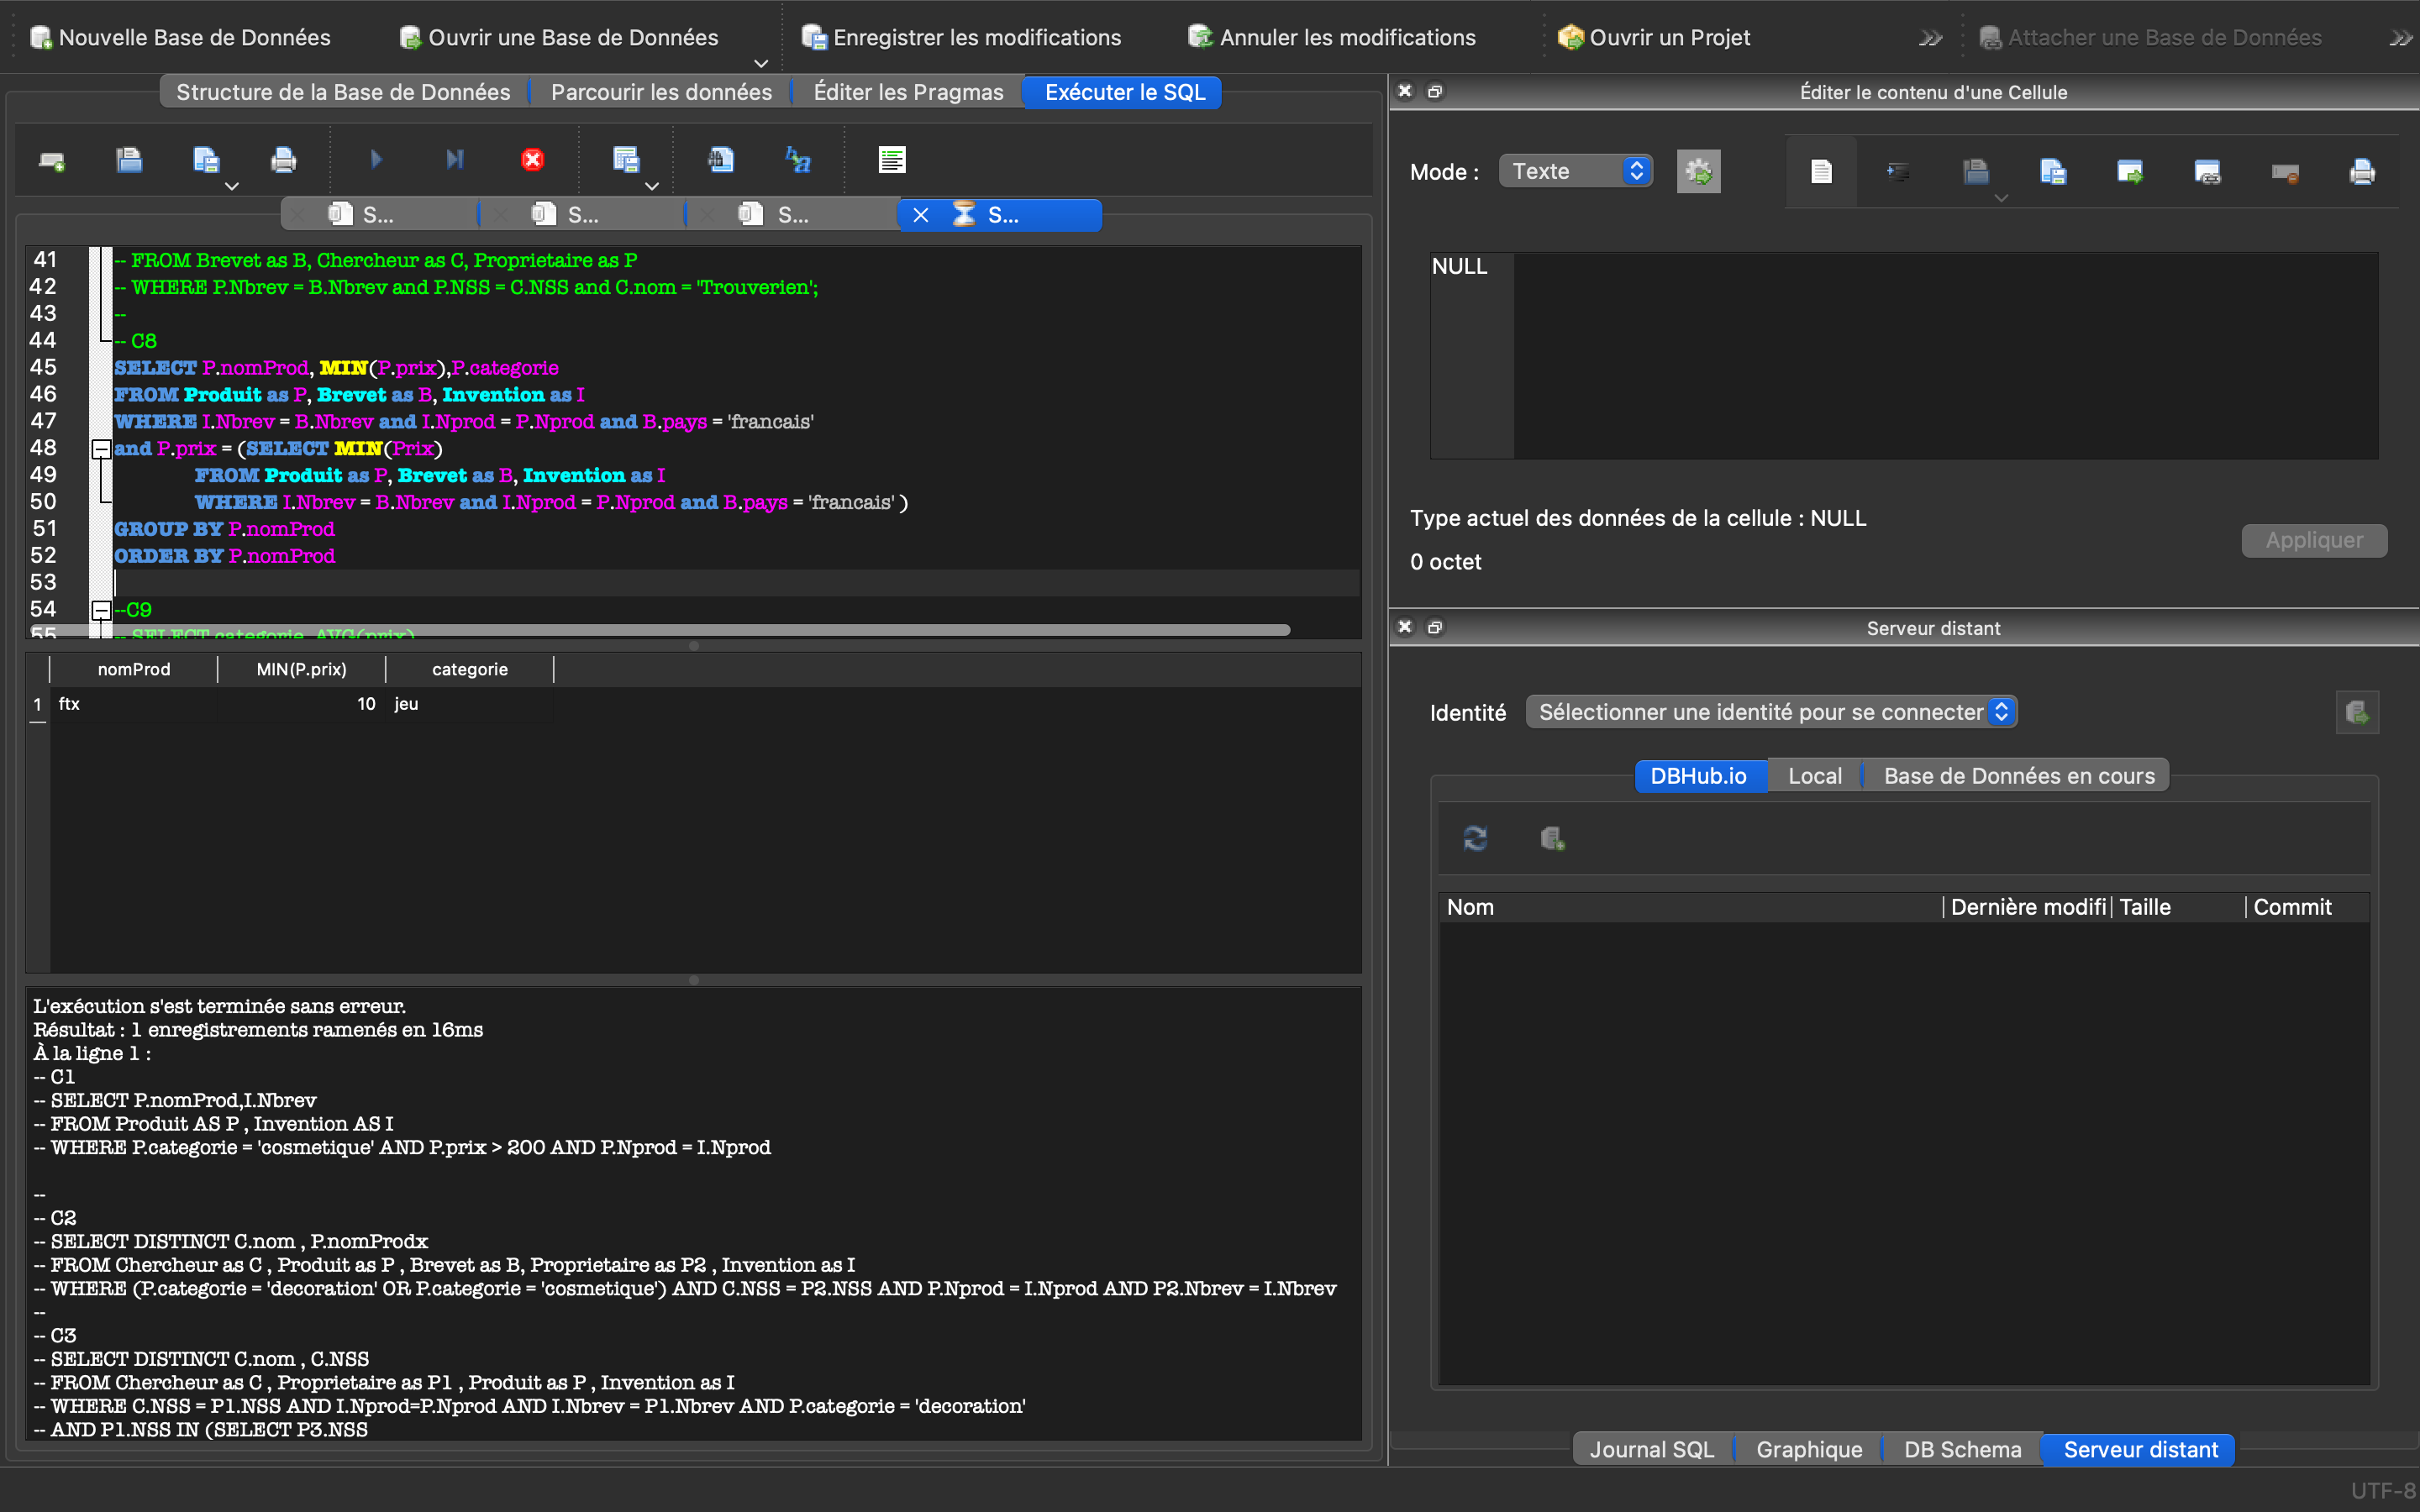 Nouvelle Base de Données
Ouvrir une Base de Données
Enregistrer les modifications
Annuler les modifications
Ouvrir un Projet
Attacher une Base de Données
Structure de la Base de Données
Parcourir les données
Éditer les Pragmas
Exécuter le SQL
S...
S...
S...
S...
41 -- FROM Brevet as B, Chercheur as C, Proprietaire as P
42 -- WHERE P.Nbrev = B.Nbrev and P.NSS = C.NSS and C.nom = 'Trouverien';
43 --
44 -- C8
45 SELECT P.nomProd, MIN(P.prix),P.categorie
46 FROM Produit as P, Brevet as B, Invention as I
47 WHERE I.Nbrev = B.Nbrev and I.Nprod = P.Nprod and B.pays = 'francais'
48 and P.prix = (SELECT MIN(Prix)
49 FROM Produit as P, Brevet as B, Invention as I
50 WHERE I.Nbrev = B.Nbrev and I.Nprod = P.Nprod and B.pays = 'francais')
51 GROUP BY P.nomProd
52 ORDER BY P.nomProd
53
54 --C9
55 -- SELECT categorie, AVG(prix)
nomProd MIN(P.prix) categorie
1 ftx 10 jeu
L'exécution s'est terminée sans erreur.
Résultat : 1 enregistrements ramenés en 16ms
À la ligne 1 :
-- C1
-- SELECT P.nomProd,I.Nbrev
-- FROM Produit AS P , Invention AS I
-- WHERE P.categorie = 'cosmetique' AND P.prix > 200 AND P.Nprod = I.Nprod
--
-- C2
-- SELECT DISTINCT C.nom , P.nomProdx
-- FROM Chercheur as C , Produit as P , Brevet as B, Proprietaire as P2 , Invention as I
-- WHERE (P.categorie = 'decoration' OR P.categorie = 'cosmetique') AND C.NSS = P2.NSS AND P.Nprod = I.Nprod AND P2.Nbrev = I.Nbrev
--
-- C3
-- SELECT DISTINCT C.nom , C.NSS
-- FROM Chercheur as C , Proprietaire as P1 , Produit as P , Invention as I
-- WHERE C.NSS = P1.NSS AND I.Nprod=P.Nprod AND I.Nbrev = P1.Nbrev AND P.categorie = 'decoration'
-- AND P1.NSS IN (SELECT P3.NSS
Éditer le contenu d'une Cellule
Mode : Texte
NULL
Type actuel des données de la cellule : NULL
0 octet
Appliquer
Serveur distant
Identité Sélectionner une identité pour se connecter
DBHub.io
Local
Base de Données en cours
Nom Dernière modifi Taille Commit
Journal SQL
Graphique
DB Schema
Serveur distant
UTF-8